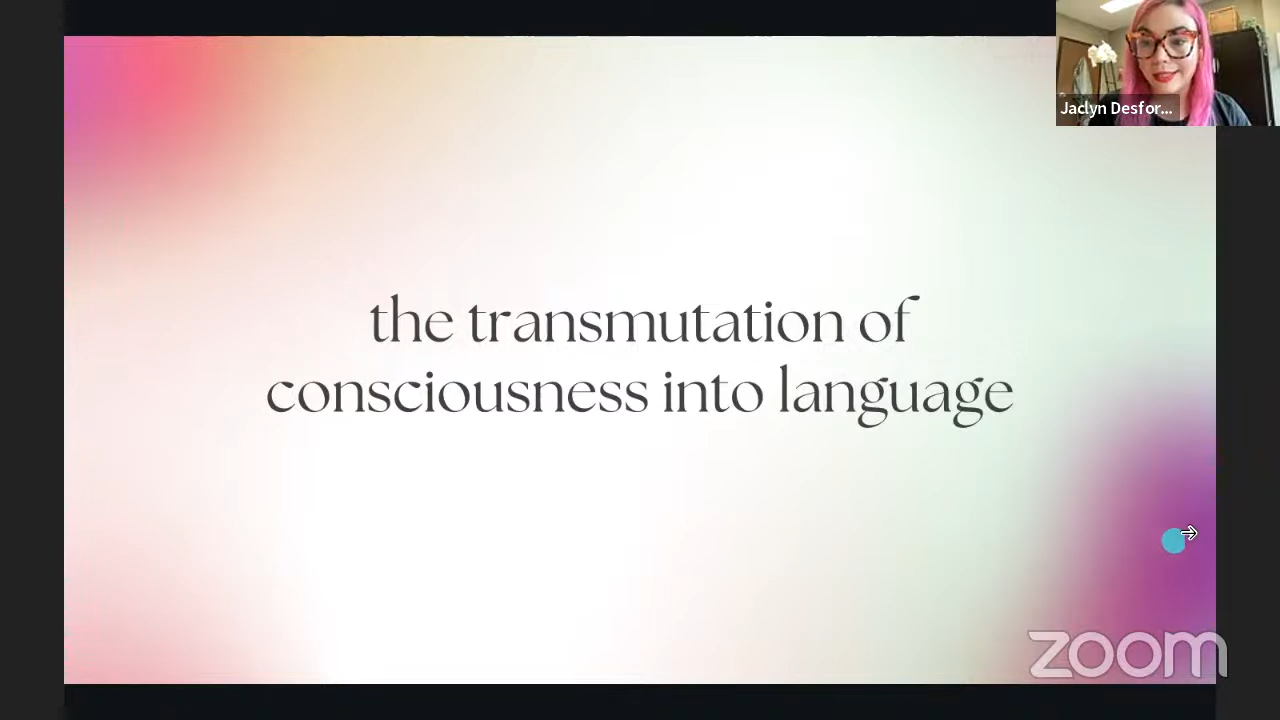 Jaclyn Desfor...
the transmutation of
consciousness into language
zoom